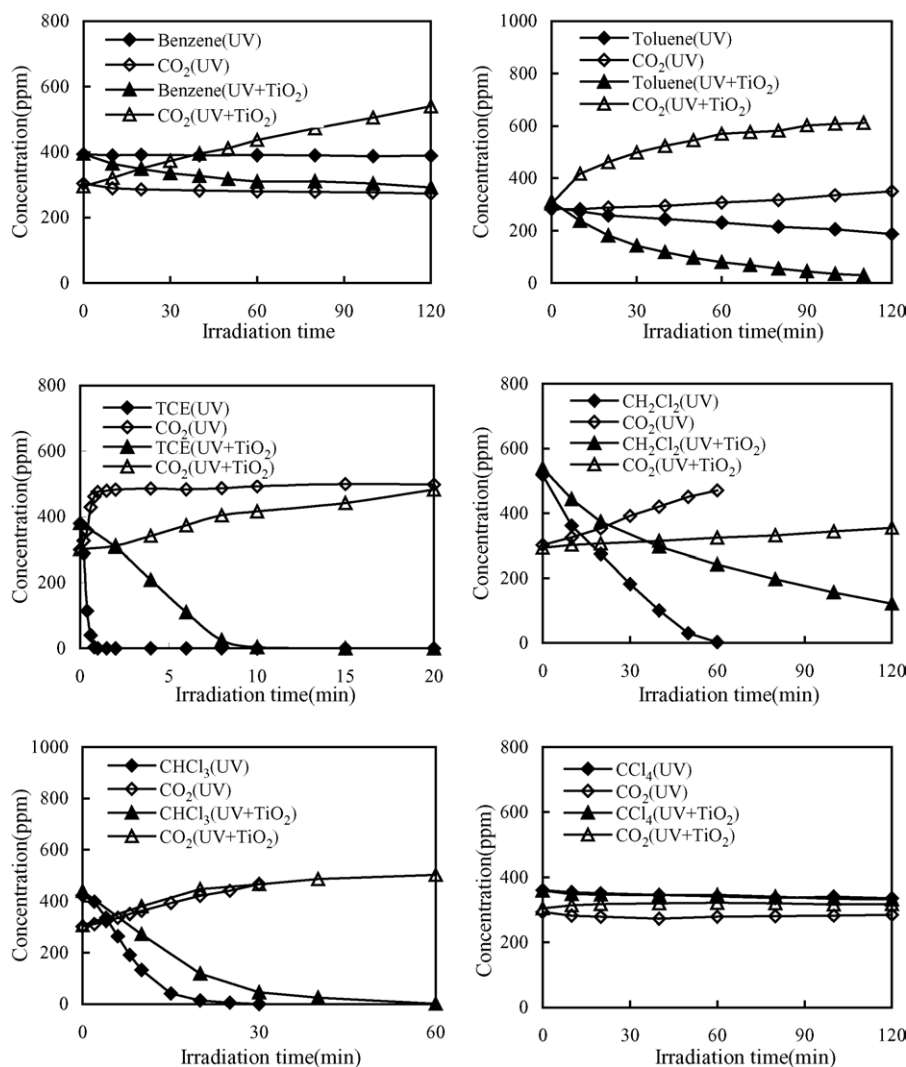 800
600
400
200
0
Concentration(ppm)
Benzene(UV)
CO₂(UV)
Benzene(UV+TiO₂)
CO₂(UV+TiO₂)
0 30 60 90 120
Irradiation time
1000
800
600
400
200
0
Concentration(ppm)
Toluene(UV)
CO₂(UV)
Toluene(UV+TiO₂)
CO₂(UV+TiO₂)
0 30 60 90 120
Irradiation time(min)
800
600
400
200
0
Concentration(ppm)
TCE(UV)
CO₂(UV)
TCE(UV+TiO₂)
CO₂(UV+TiO₂)
0 5 10 15 20
Irradiation time(min)
800
600
400
200
0
Concentration(ppm)
CH₂Cl₂(UV)
CO₂(UV)
CH₂Cl₂(UV+TiO₂)
CO₂(UV+TiO₂)
0 30 60 90 120
Irradiation time(min)
1000
800
600
400
200
0
Concentration(ppm)
CHCl₃(UV)
CO₂(UV)
CHCl₃(UV+TiO₂)
CO₂(UV+TiO₂)
0 30 60
Irradiation time(min)
800
600
400
200
0
Concentration(ppm)
CCl₄(UV)
CO₂(UV)
CCl₄(UV+TiO₂)
CO₂(UV+TiO₂)
0 30 60 90 120
Irradiation time(min)